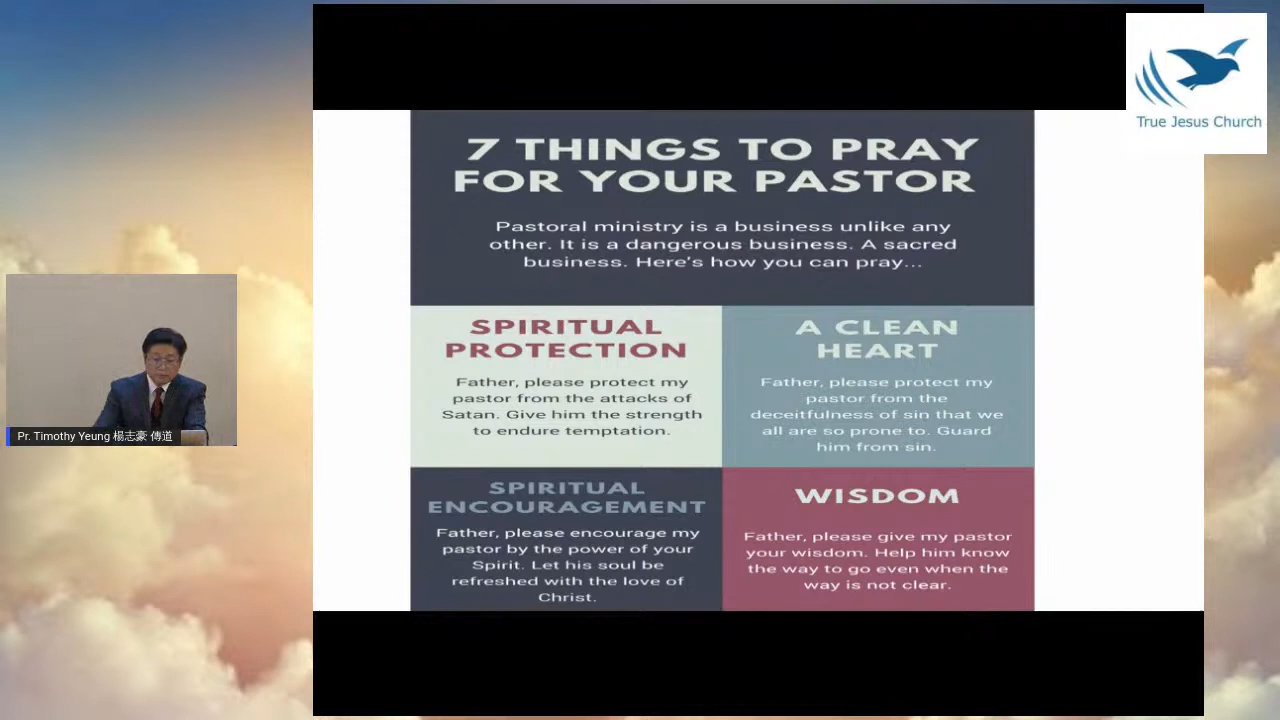 True Jesus Church
7 THINGS TO PRAY
FOR YOUR PASTOR
Pastoral ministry is a business unlike any
other. It is a dangerous business. A sacred
business. Here's how you can pray...
SPIRITUAL
PROTECTION
Father, please protect my
pastor from the attacks of
Satan. Give him the strength
to endure temptation.
A CLEAN
HEART
Father, please protect my
pastor from the
deceitfulness of sin that we
all are so prone to. Guard
him from sin.
SPIRITUAL
ENCOURAGEMENT
Father, please encourage my
pastor by the power of your
Spirit. Let his soul be
refreshed with the love of
Christ.
WISDOM
Father, please give my pastor
your wisdom. Help him know
the way to go even when the
way is not clear.
Pr. Timothy Yeung 楊志豪 傳道